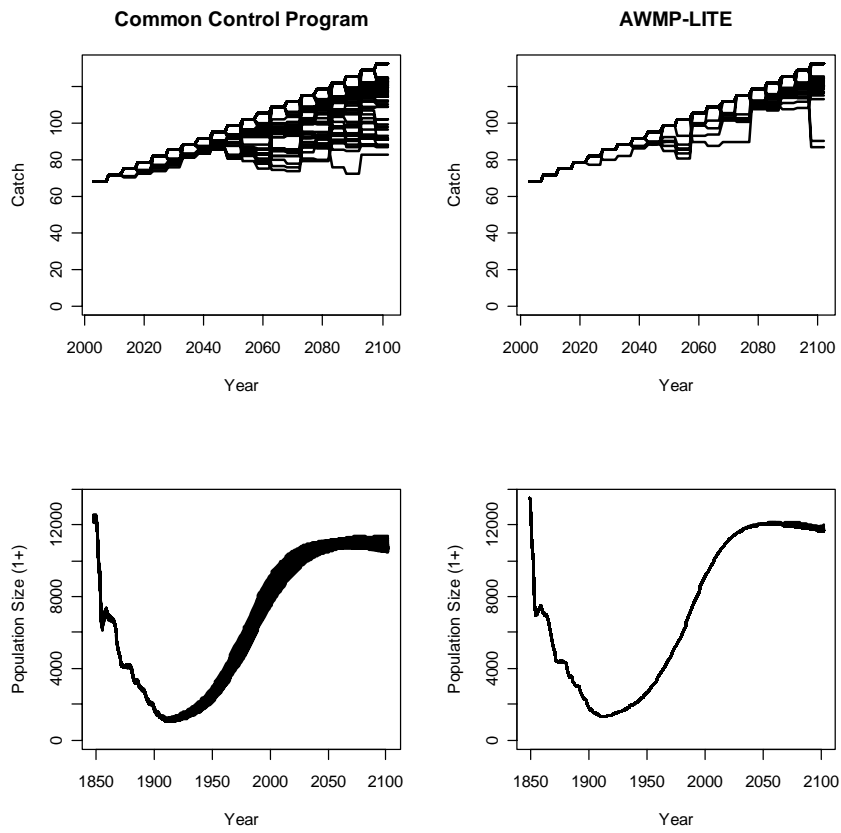 Common Control Program
AWMP-LITE
Catch
0 20 40 60 80 100
2000 2020 2040 2060 2080 2100
Year
Catch
0 20 40 60 80 100
2000 2020 2040 2060 2080 2100
Year
Population Size (1+)
0 4000 8000 12000
1850 1900 1950 2000 2050 2100
Year
Population Size (1+)
0 4000 8000 12000
1850 1900 1950 2000 2050 2100
Year